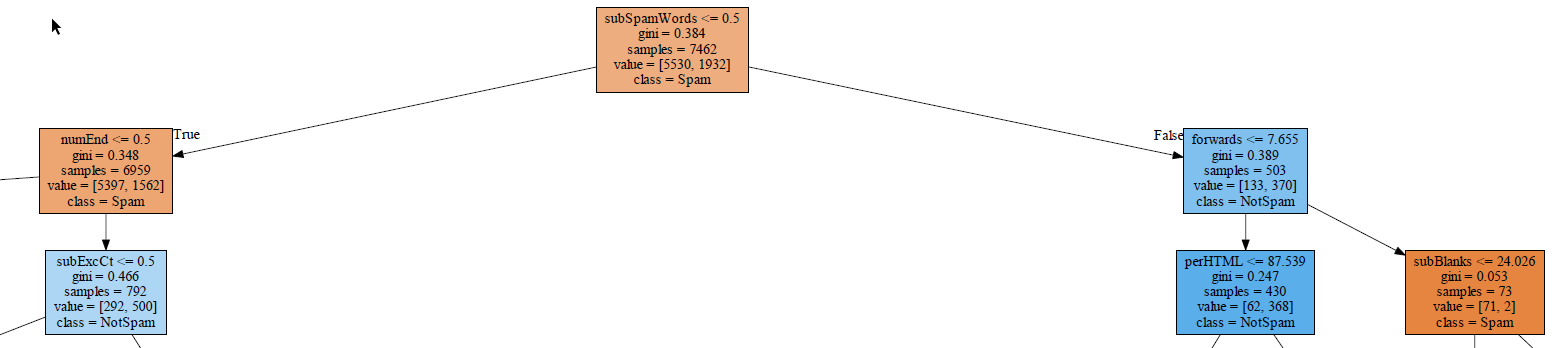 subSpamWords <= 0.5
gini = 0.384
samples = 7462
value = [5530, 1932]
class = Spam
True
False
numEnd <= 0.5
gini = 0.348
samples = 6959
value = [5397, 1562]
class = Spam
forwards <= 7.655
gini = 0.389
samples = 503
value = [133, 370]
class = NotSpam
subExcCt <= 0.5
gini = 0.466
samples = 792
value = [292, 500]
class = NotSpam
perHTML <= 87.539
gini = 0.247
samples = 430
value = [62, 368]
class = NotSpam
subBlanks <= 24.026
gini = 0.053
samples = 73
value = [71, 2]
class = Spam